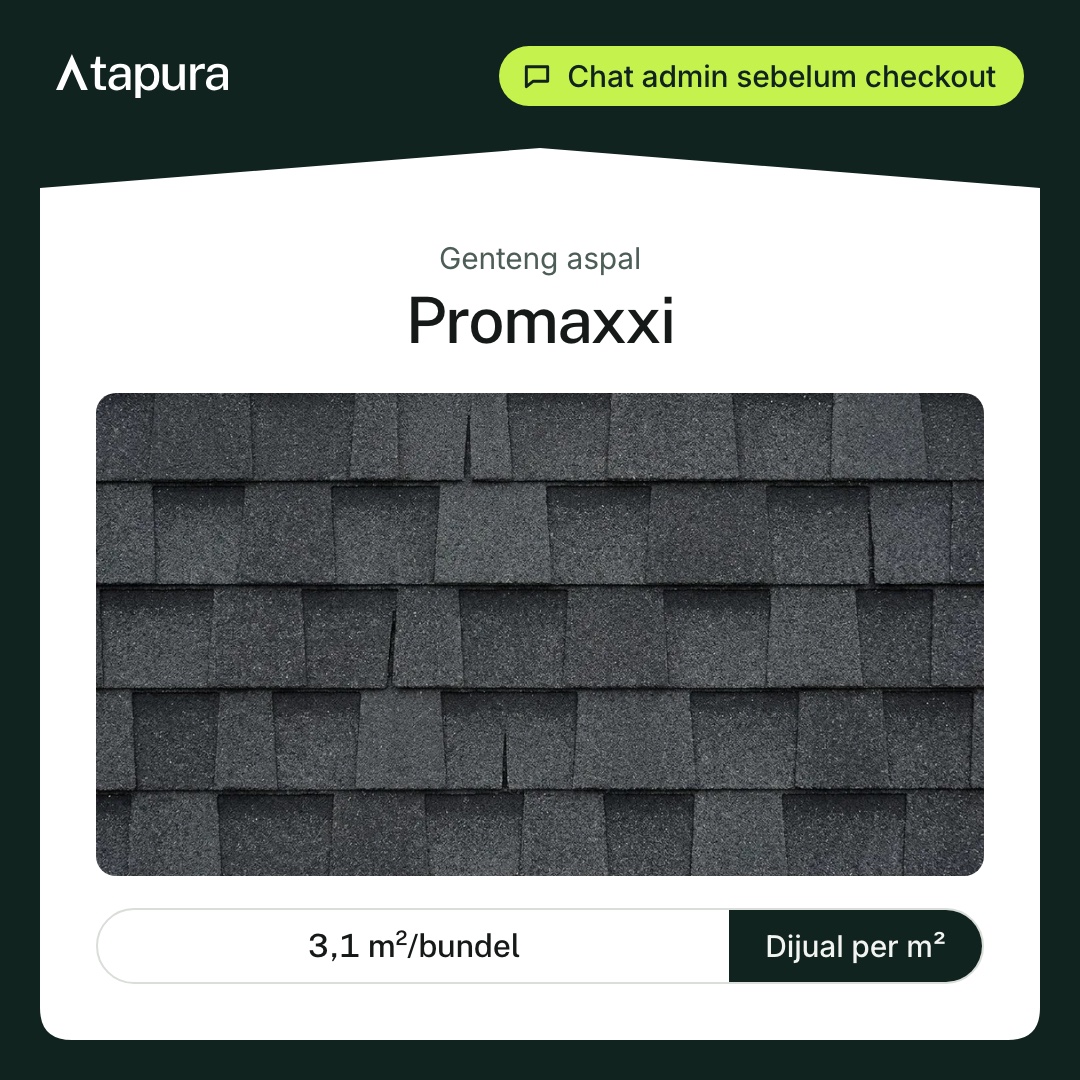 Atapura
Chat admin sebelum checkout
Genteng aspal
Promaxxi
3,1 m²/bundel
Dijual per m²